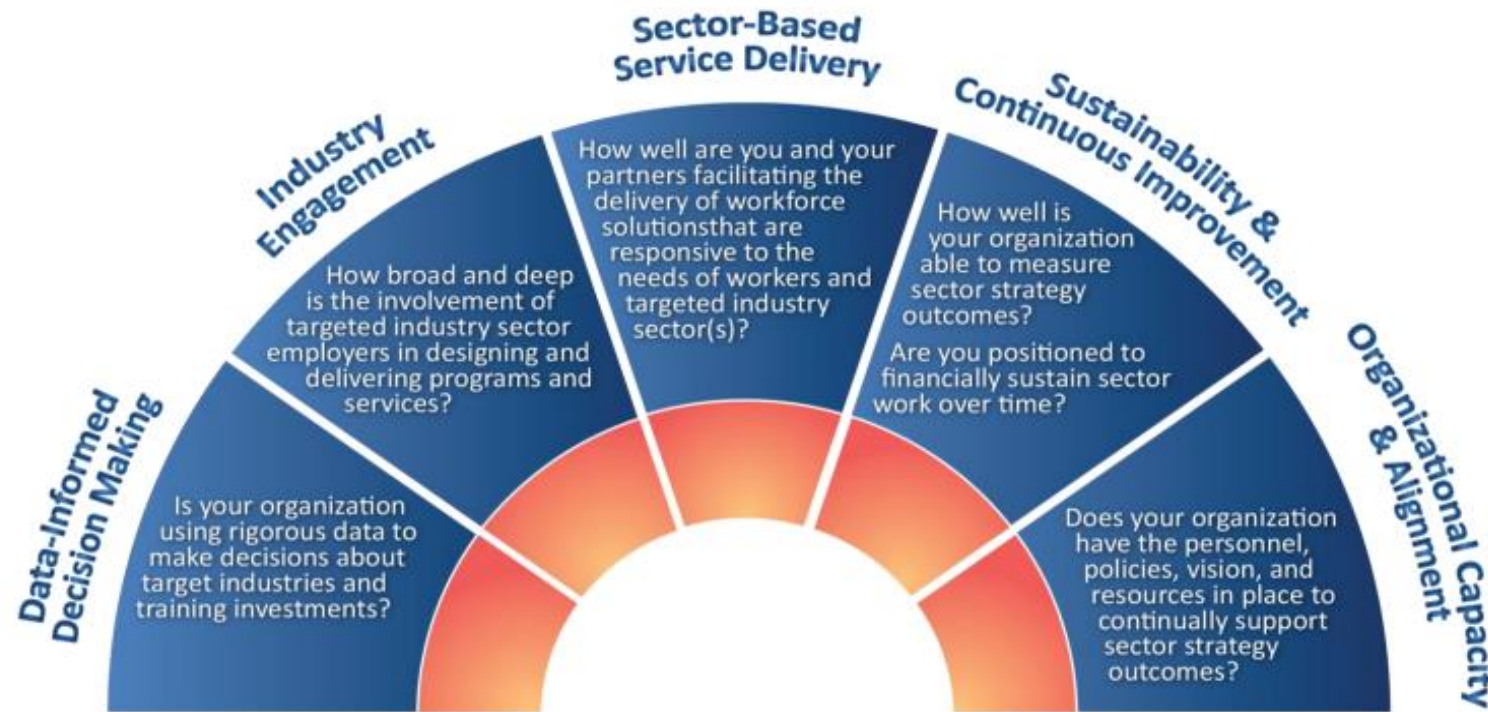 Data-Informed
Decision Making
Is your organization
using rigorous data to
make decisions about
target industries and
training investments?
Industry
Engagement
How broad and deep
is the involvement of
targeted industry sector
employers in designing and
delivering programs and
services?
Sector-Based
Service Delivery
How well are you and your
partners facilitating the
delivery of workforce
solutionsthat are
responsive to the
needs of workers and
targeted industry
sector(s)?
Sustainability &
Continuous Improvement
How well is
your organization
able to measure
sector strategy
outcomes?
Are you positioned to
financially sustain sector
work over time?
Organizational Capacity
& Alignment
Does your organization
have the personnel,
policies, vision, and
resources in place to
continually support
sector strategy
outcomes?